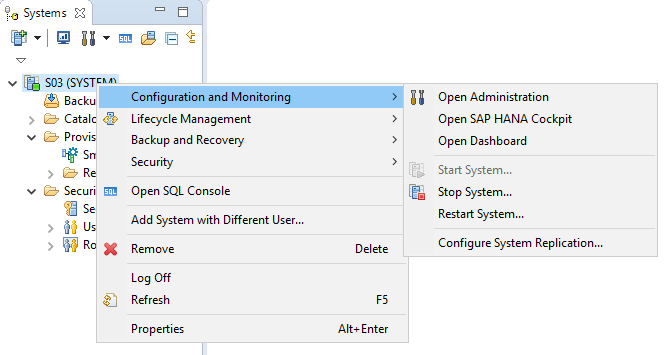 Systems
SQL
S03 (SYSTEM)
Backu
Catalo
Provis
Sm
Re
Securi
Se
Us
Ro
Configuration and Monitoring
Lifecycle Management
Backup and Recovery
Security
SQL Open SQL Console
Add System with Different User...
Remove Delete
Log Off
Refresh F5
Properties Alt+Enter
Open Administration
Open SAP HANA Cockpit
Open Dashboard
Start System...
Stop System...
Restart System...
Configure System Replication...